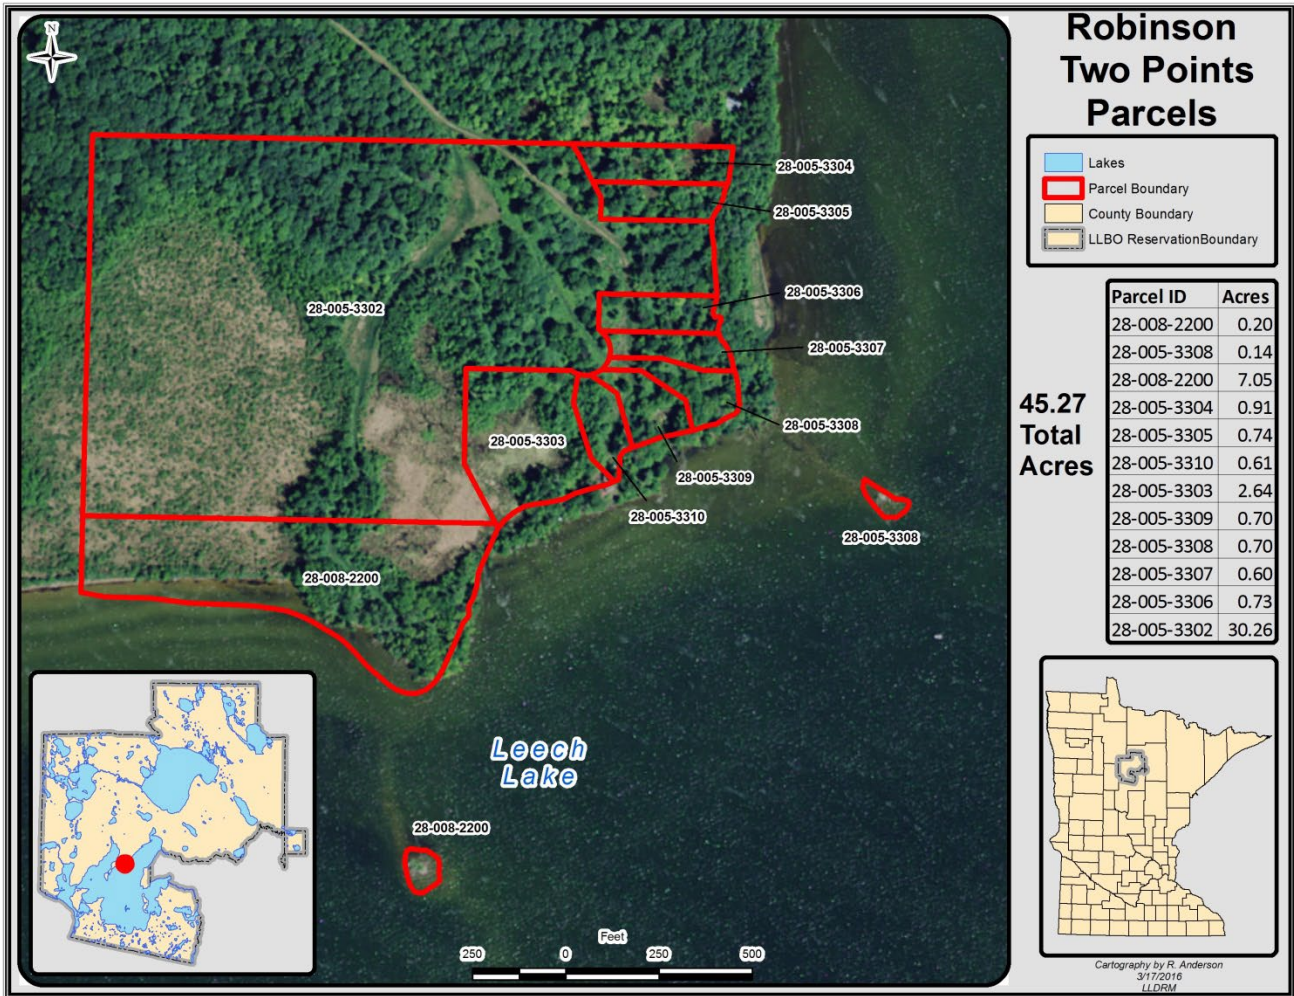 Robinson
Two Points
Parcels
N
Lakes
Parcel Boundary
County Boundary
LLBO ReservationBoundary
Parcel ID Acres
28-008-2200 0.20
28-005-3308 0.14
28-008-2200 7.05
28-005-3304 0.91
28-005-3305 0.74
28-005-3310 0.61
28-005-3303 2.64
28-005-3309 0.70
28-005-3308 0.70
28-005-3307 0.60
28-005-3306 0.73
28-005-3302 30.26
45.27
Total
Acres
28-005-3304
28-005-3305
28-005-3306
28-005-3302
28-005-3307
28-005-3308
28-005-3303
28-005-3309
28-005-3310
28-005-3308
28-008-2200
Leech
Lake
28-008-2200
Feet
250 0 250 500
Cartography by R. Anderson
3/17/2016
LLDRM